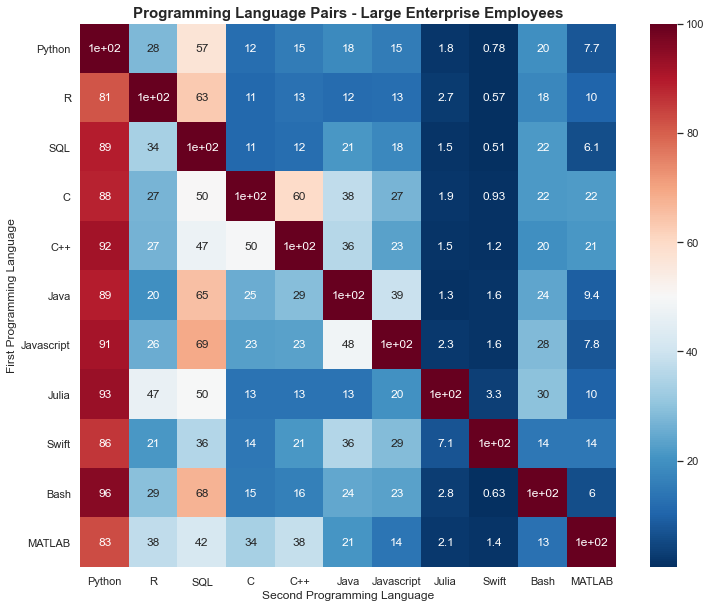 Programming Language Pairs - Large Enterprise Employees
First Programming Language
Python 1e+02 28 57 12 15 18 15 1.8 0.78 20 7.7
R 81 1e+02 63 11 13 12 13 2.7 0.57 18 10
SQL 89 34 1e+02 11 12 21 18 1.5 0.51 22 6.1
C 88 27 50 1e+02 60 38 27 1.9 0.93 22 22
C++ 92 27 47 50 1e+02 36 23 1.5 1.2 20 21
Java 89 20 65 25 29 1e+02 39 1.3 1.6 24 9.4
Javascript 91 26 69 23 23 48 1e+02 2.3 1.6 28 7.8
Julia 93 47 50 13 13 13 20 1e+02 3.3 30 10
Swift 86 21 36 14 21 36 29 7.1 1e+02 14 14
Bash 96 29 68 15 16 24 23 2.8 0.63 1e+02 6
MATLAB 83 38 42 34 38 21 14 2.1 1.4 13 1e+02
Python R SQL C C++ Java Javascript Julia Swift Bash MATLAB
Second Programming Language
100
80
60
40
20